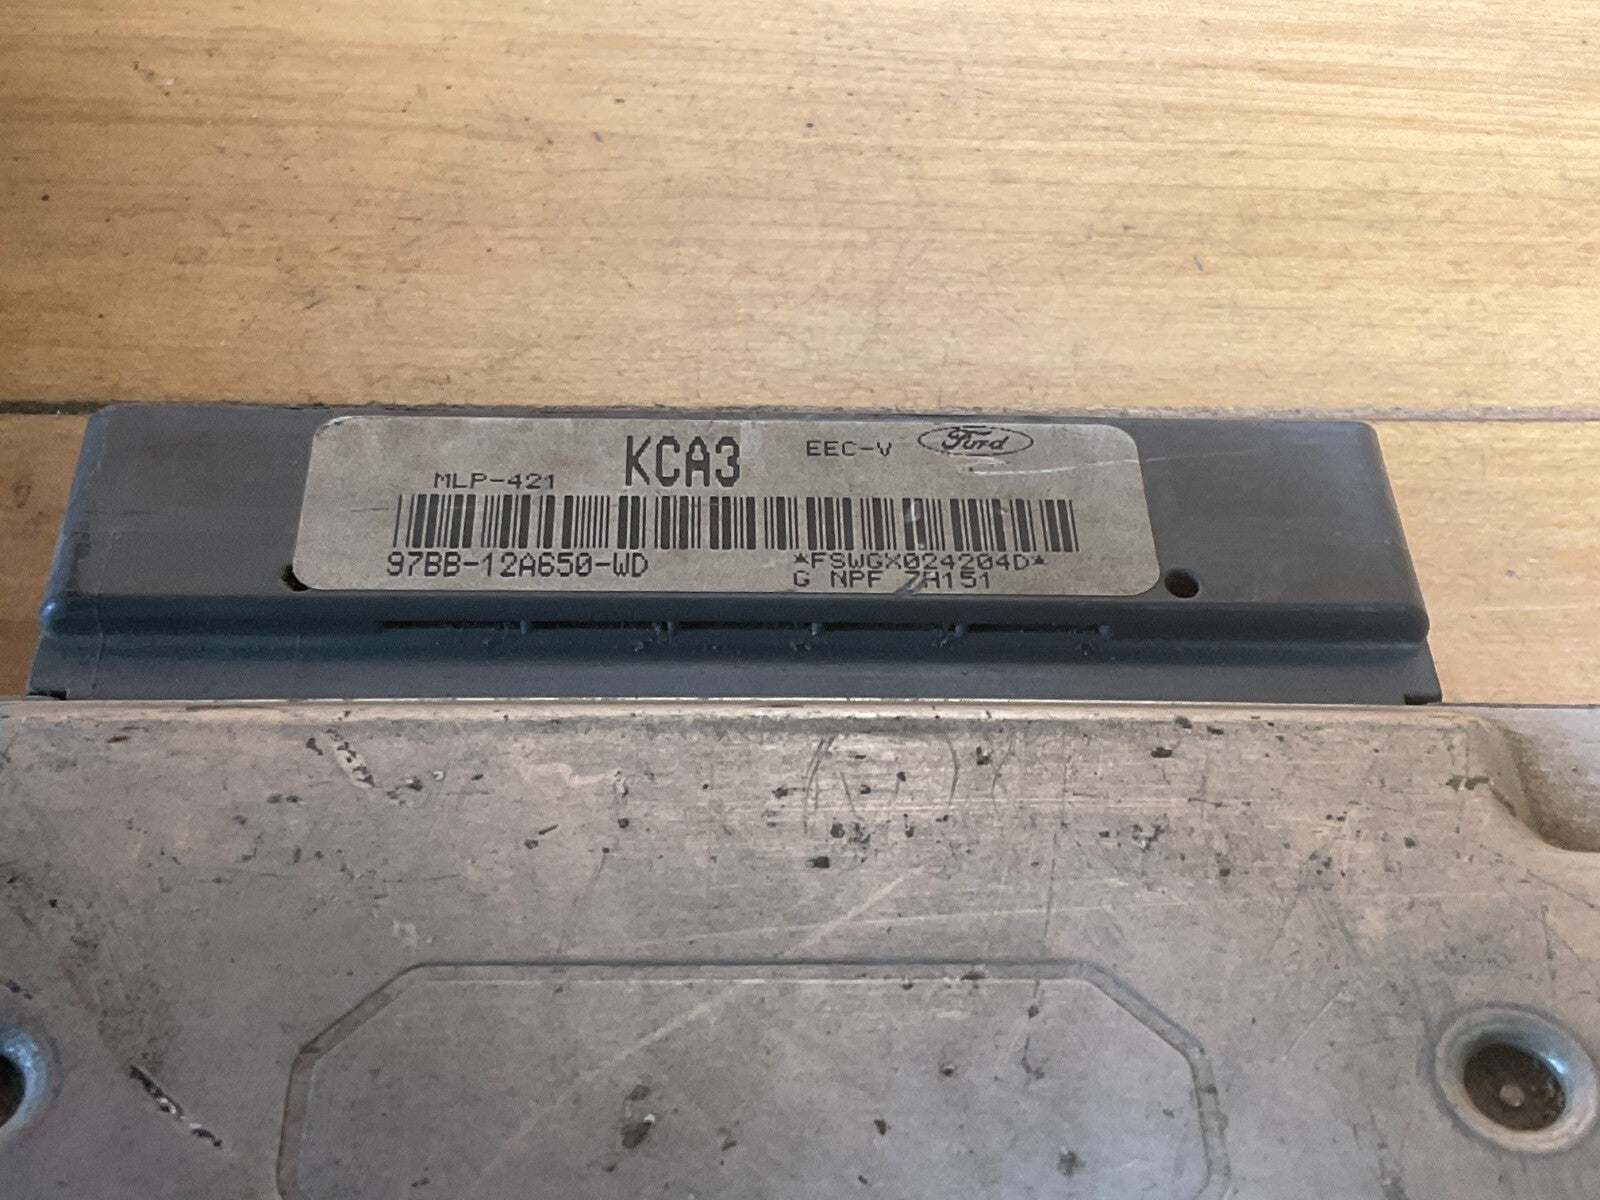 KCA3 EEC-V Ford
MLP-421
97BB-12A650-WD *FSWGX024204D*
G NPF 7A151